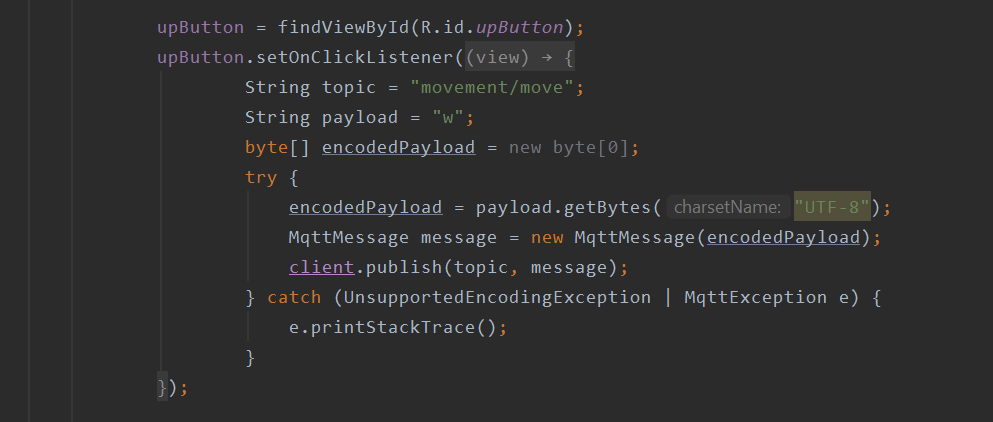 upButton = findViewById(R.id.upButton);
upButton.setOnClickListener((view) → {
String topic = "movement/move";
String payload = "w";
byte[] encodedPayload = new byte[0];
try {
encodedPayload = payload.getBytes( charsetName: "UTF-8");
MqttMessage message = new MqttMessage(encodedPayload);
client.publish(topic, message);
} catch (UnsupportedEncodingException | MqttException e) {
e.printStackTrace();
}
});